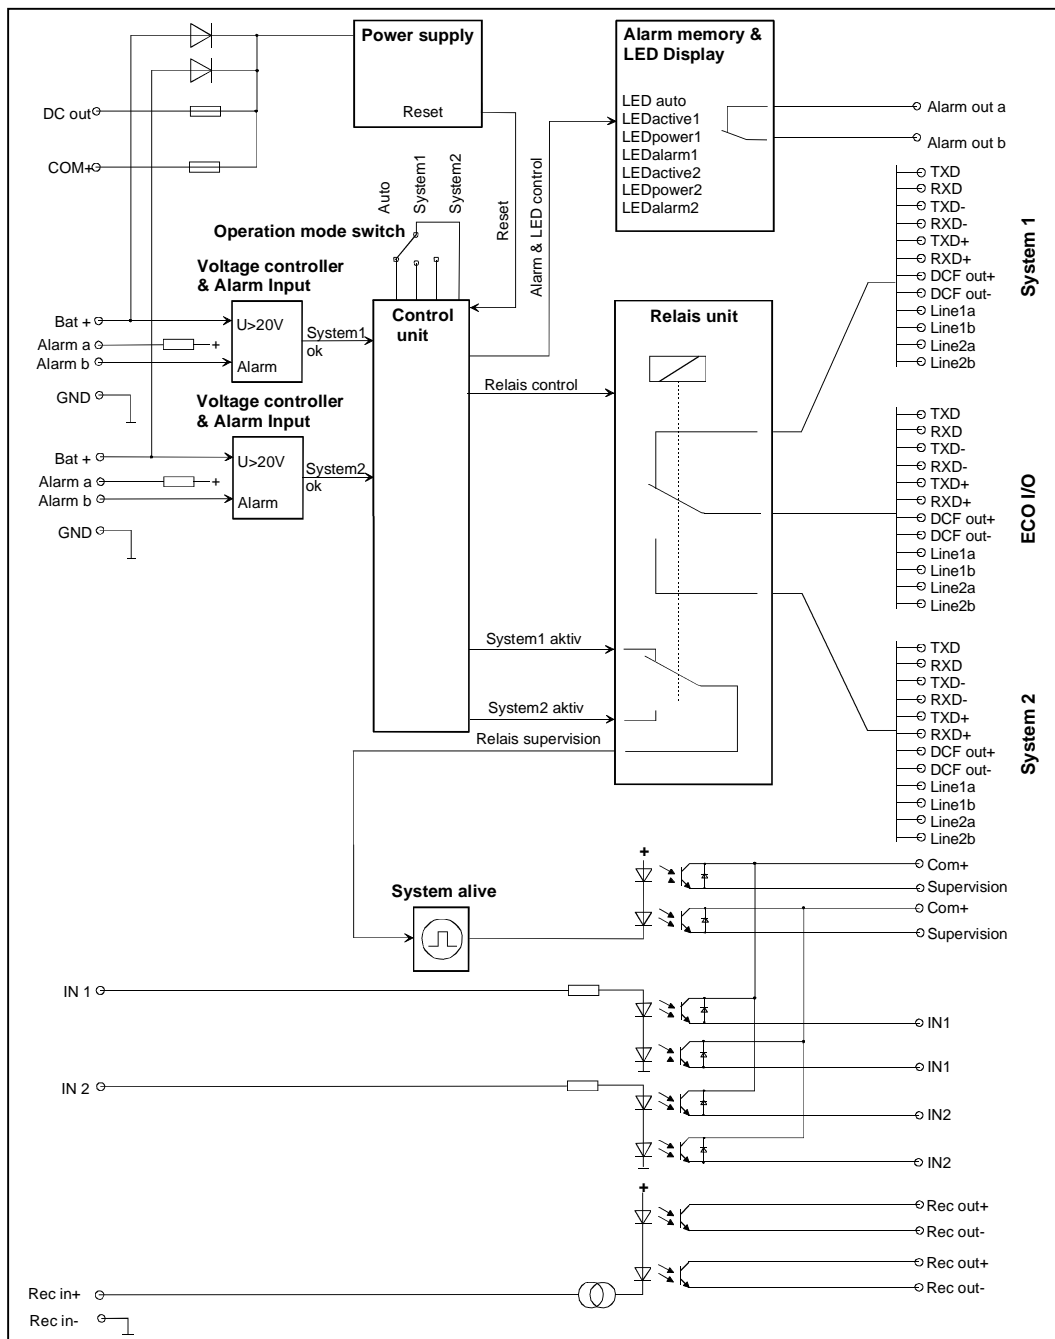 Power supply
Reset
Alarm memory &
LED Display
LED auto
LEDactive1
LEDpower1
LEDalarm1
LEDactive2
LEDpower2
LEDalarm2
Alarm out a
Alarm out b
DC out
COM+
Auto
System1
System2
Reset
Alarm & LED control
Operation mode switch
Voltage controller
& Alarm Input
Bat +
Alarm a
Alarm b
GND
U>20V
+
Alarm
System1
ok
Control
unit
Voltage controller
& Alarm Input
Bat +
Alarm a
Alarm b
GND
U>20V
+
Alarm
System2
ok
Relais control
System1 aktiv
System2 aktiv
Relais supervision
Relais unit
TXD
RXD
TXD-
RXD-
TXD+
RXD+
DCF out+
DCF out-
Line1a
Line1b
Line2a
Line2b
System 1
TXD
RXD
TXD-
RXD-
TXD+
RXD+
DCF out+
DCF out-
Line1a
Line1b
Line2a
Line2b
ECO I/O
TXD
RXD
TXD-
RXD-
TXD+
RXD+
DCF out+
DCF out-
Line1a
Line1b
Line2a
Line2b
System 2
System alive
+
Com+
Supervision
Com+
Supervision
IN 1
IN1
IN1
IN 2
IN2
IN2
+
Rec out+
Rec out-
Rec out+
Rec out-
Rec in+
Rec in-